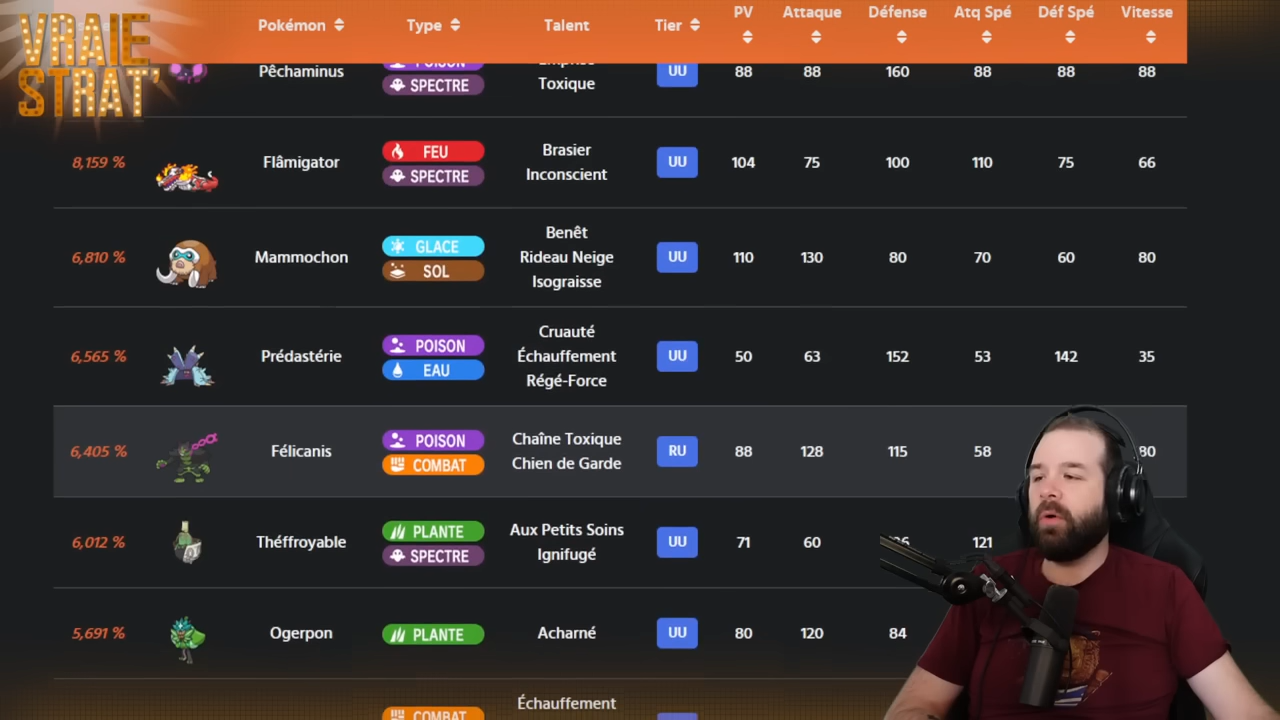 VRAIE
STRAT'
Pokémon Type Talent Tier PV Attaque Défense Atq Spé Déf Spé Vitesse
Pêchaminus POISON SPECTRE Emprise Toxique UU 88 88 160 88 88 88
8,159 % Flâmigator FEU SPECTRE Brasier Inconscient UU 104 75 100 110 75 66
6,810 % Mammochon GLACE SOL Benêt Rideau Neige Isograisse UU 110 130 80 70 60 80
6,565 % Prédastérie POISON EAU Cruauté Échauffement Régé-Force UU 50 63 152 53 142 35
6,405 % Félicanis POISON COMBAT Chaîne Toxique Chien de Garde RU 88 128 115 58 80
6,012 % Théffroyable PLANTE SPECTRE Aux Petits Soins Ignifugé UU 71 60 121
5,691 % Ogerpon PLANTE Acharné UU 80 120 84
COMBAT Échauffement